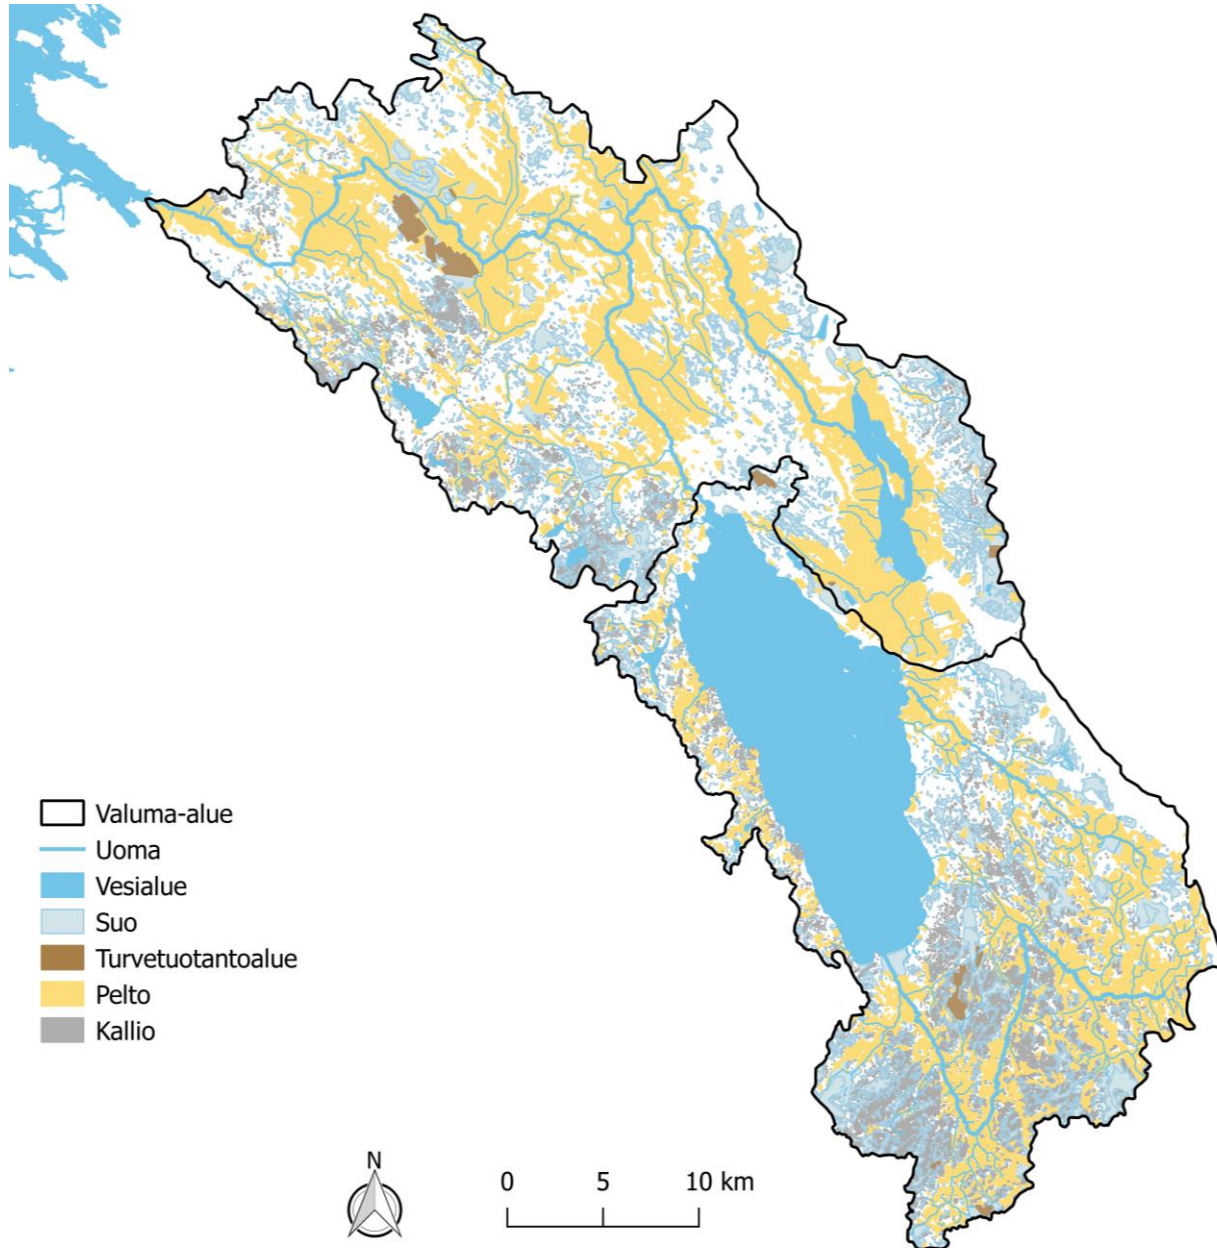 Valuma-alue
Uoma
Vesialue
Suo
Turvetuotantoalue
Pelto
Kallio
N
0 5 10 km